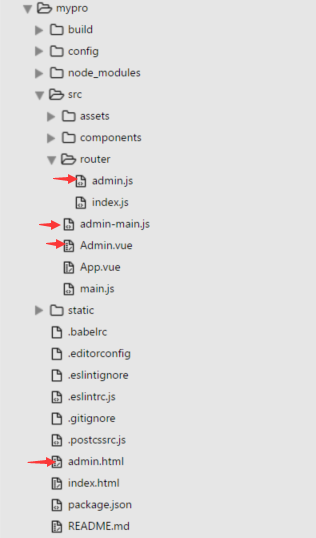 mypro
build
config
node_modules
src
assets
components
router
admin.js
index.js
admin-main.js
Admin.vue
App.vue
main.js
static
.babelrc
.editorconfig
.eslintignore
.eslintrc.js
.gitignore
.postcssrc.js
admin.html
index.html
package.json
README.md